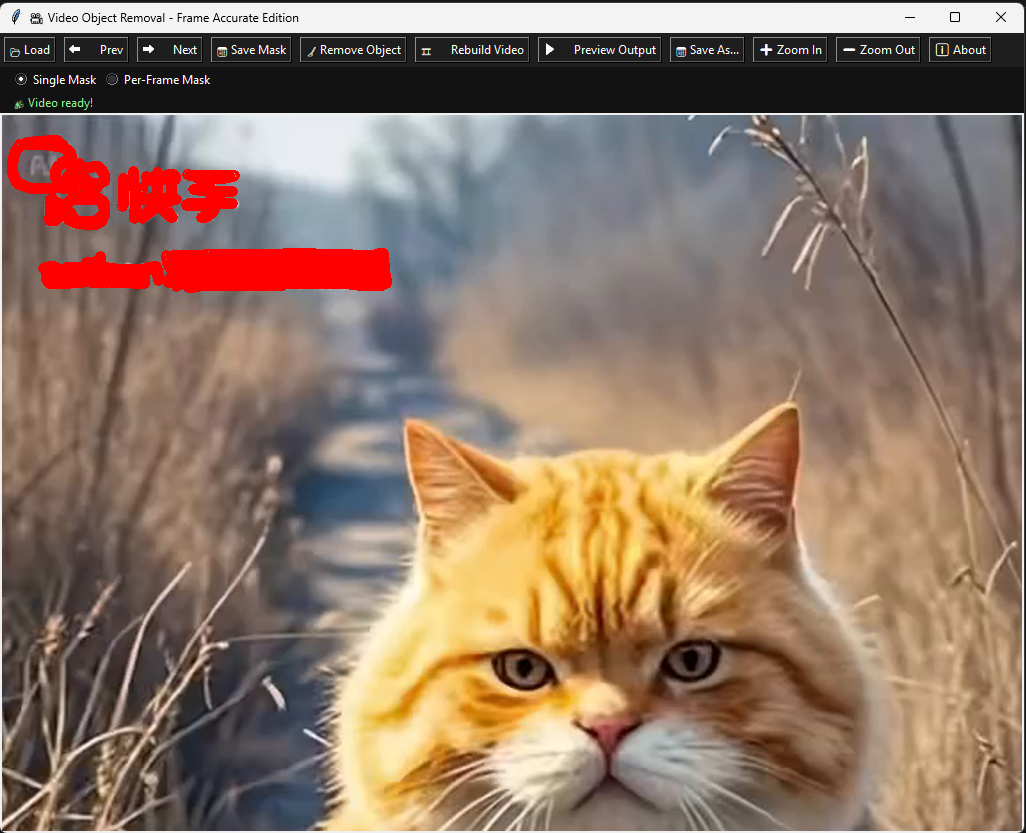 Video Object Removal - Frame Accurate Edition
Load Prev Next Save Mask Remove Object Rebuild Video Preview Output Save As... Zoom In Zoom Out About
Single Mask Per-Frame Mask
Video ready!
快手